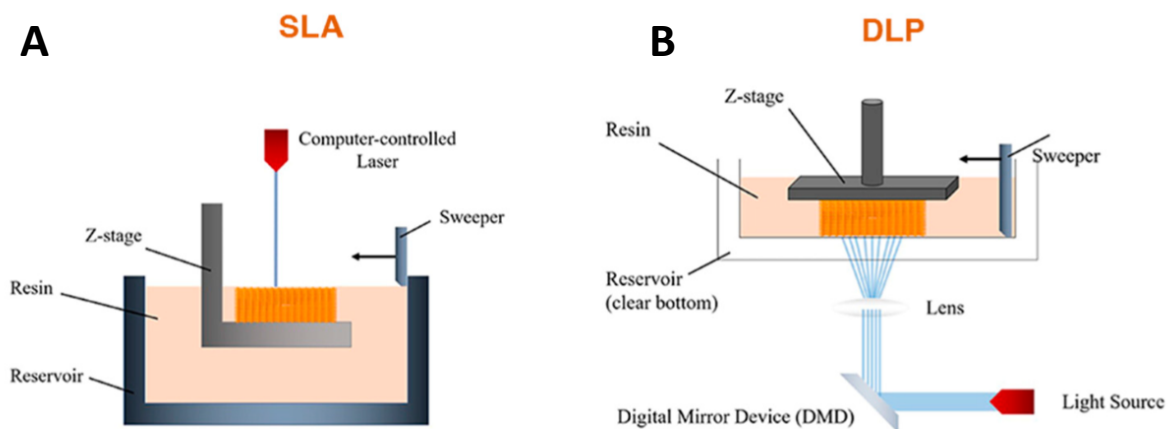 A
SLA
Computer-controlled
Laser
Sweeper
Z-stage
Resin
Reservoir
B
DLP
Z-stage
Resin
Sweeper
Reservoir
(clear bottom)
Lens
Light Source
Digital Mirror Device (DMD)